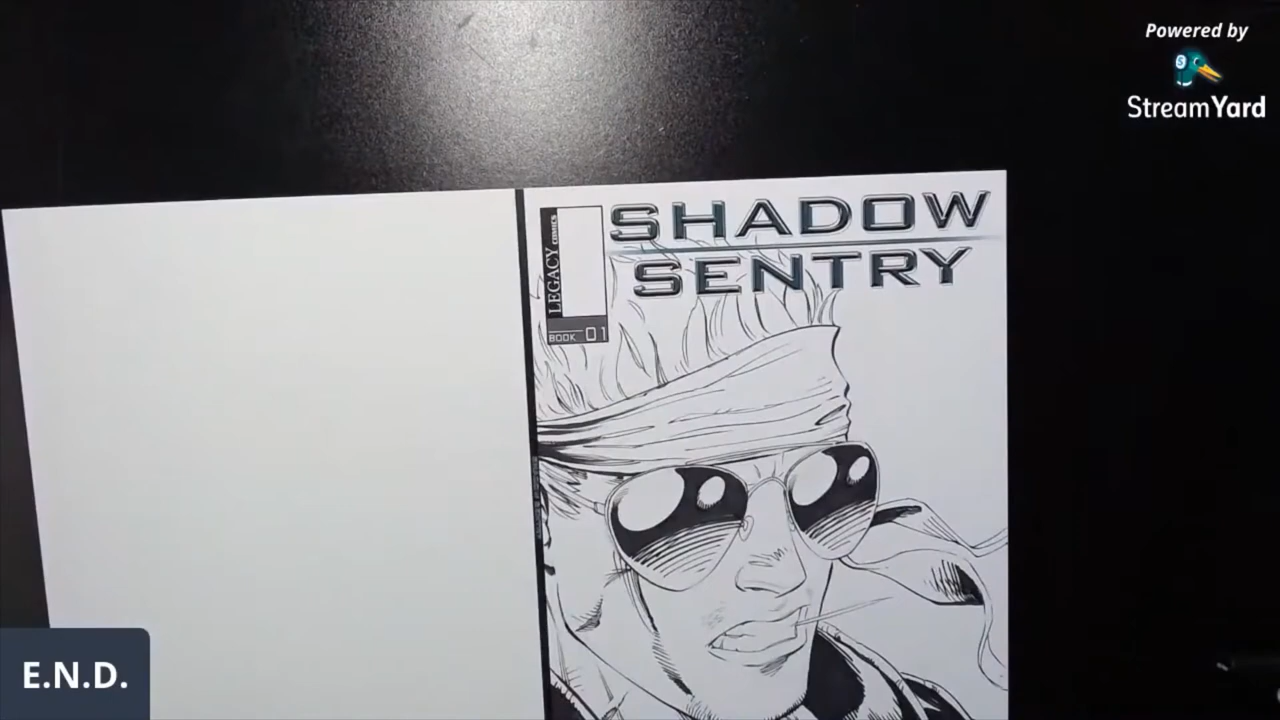 Powered by
StreamYard
SHADOW
SENTRY
LEGACY COMICS
BOOK 01
E.N.D.